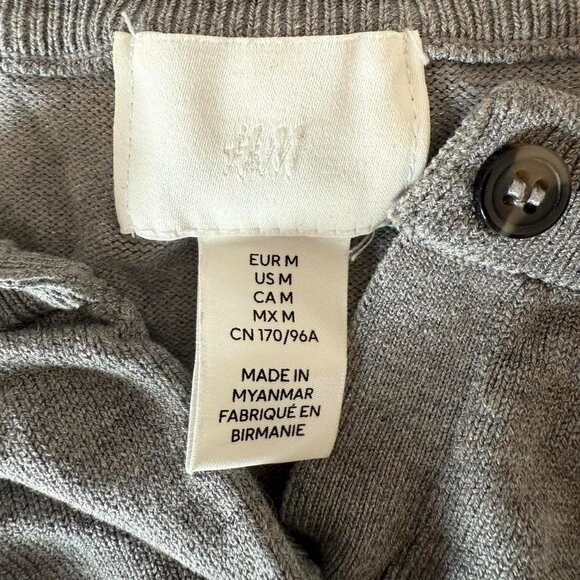 H&M
EUR M
US M
CA M
MX M
CN 170/96A
MADE IN
MYANMAR
FABRIQUÉ EN
BIRMANIE